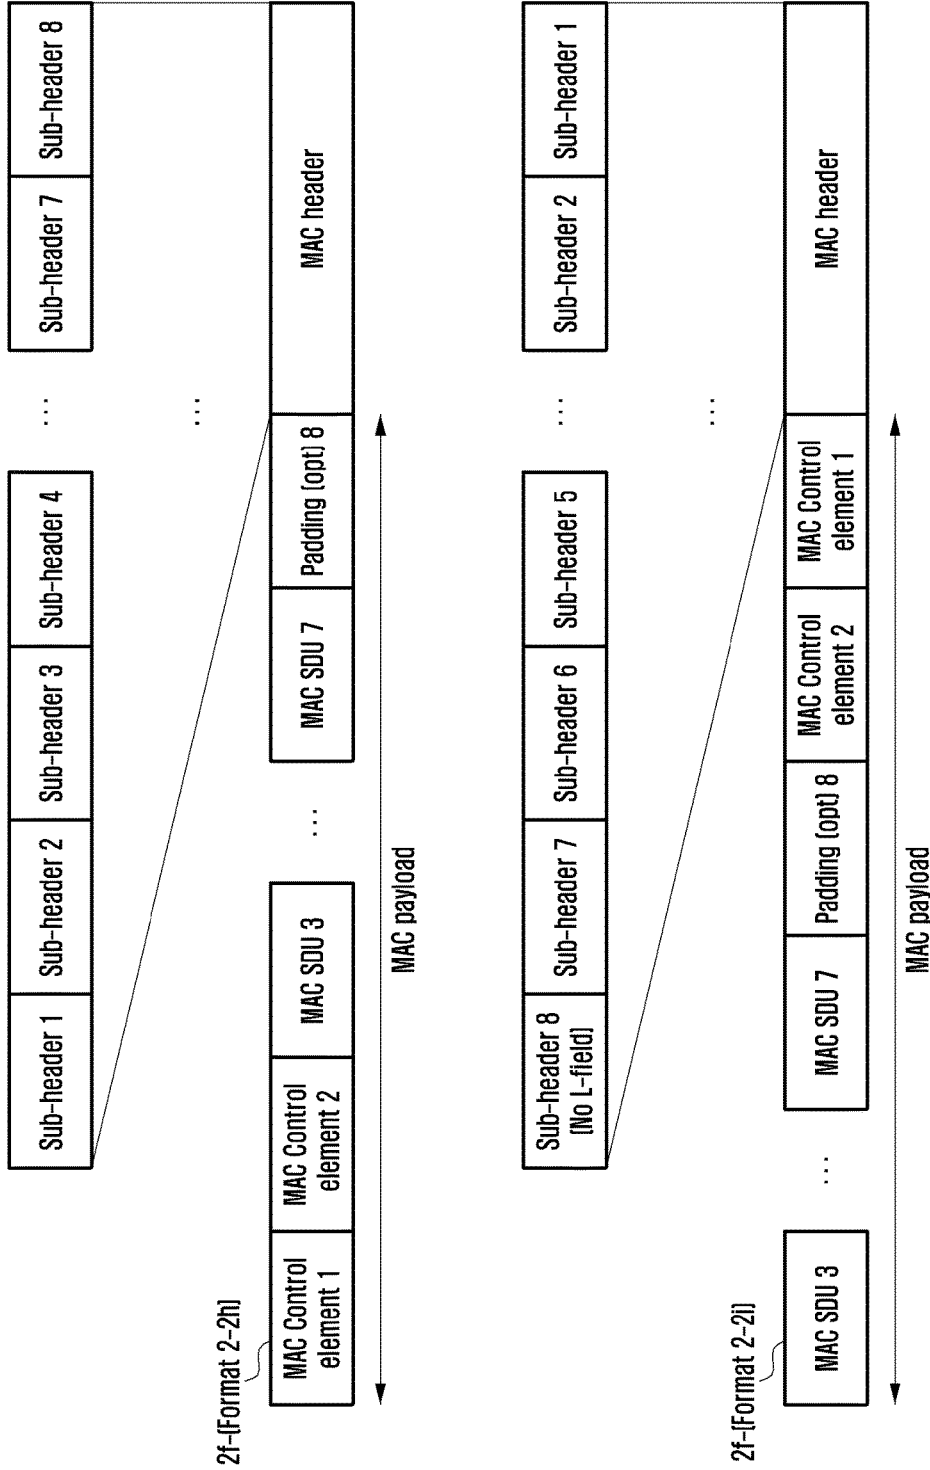 Sub-header 1
Sub-header 2
Sub-header 3
Sub-header 4
...
Sub-header 7
Sub-header 8
...
2f-(Format 2-2h)
MAC Control
element 1
MAC Control
element 2
MAC SDU 3
...
MAC SDU 7
Padding (opt) 8
MAC header
MAC payload
Sub-header 8
(No L-field)
Sub-header 7
Sub-header 6
Sub-header 5
...
Sub-header 2
Sub-header 1
...
2f-(Format 2-2i)
MAC SDU 3
...
MAC SDU 7
Padding (opt) 8
MAC Control
element 2
MAC Control
element 1
MAC header
MAC payload